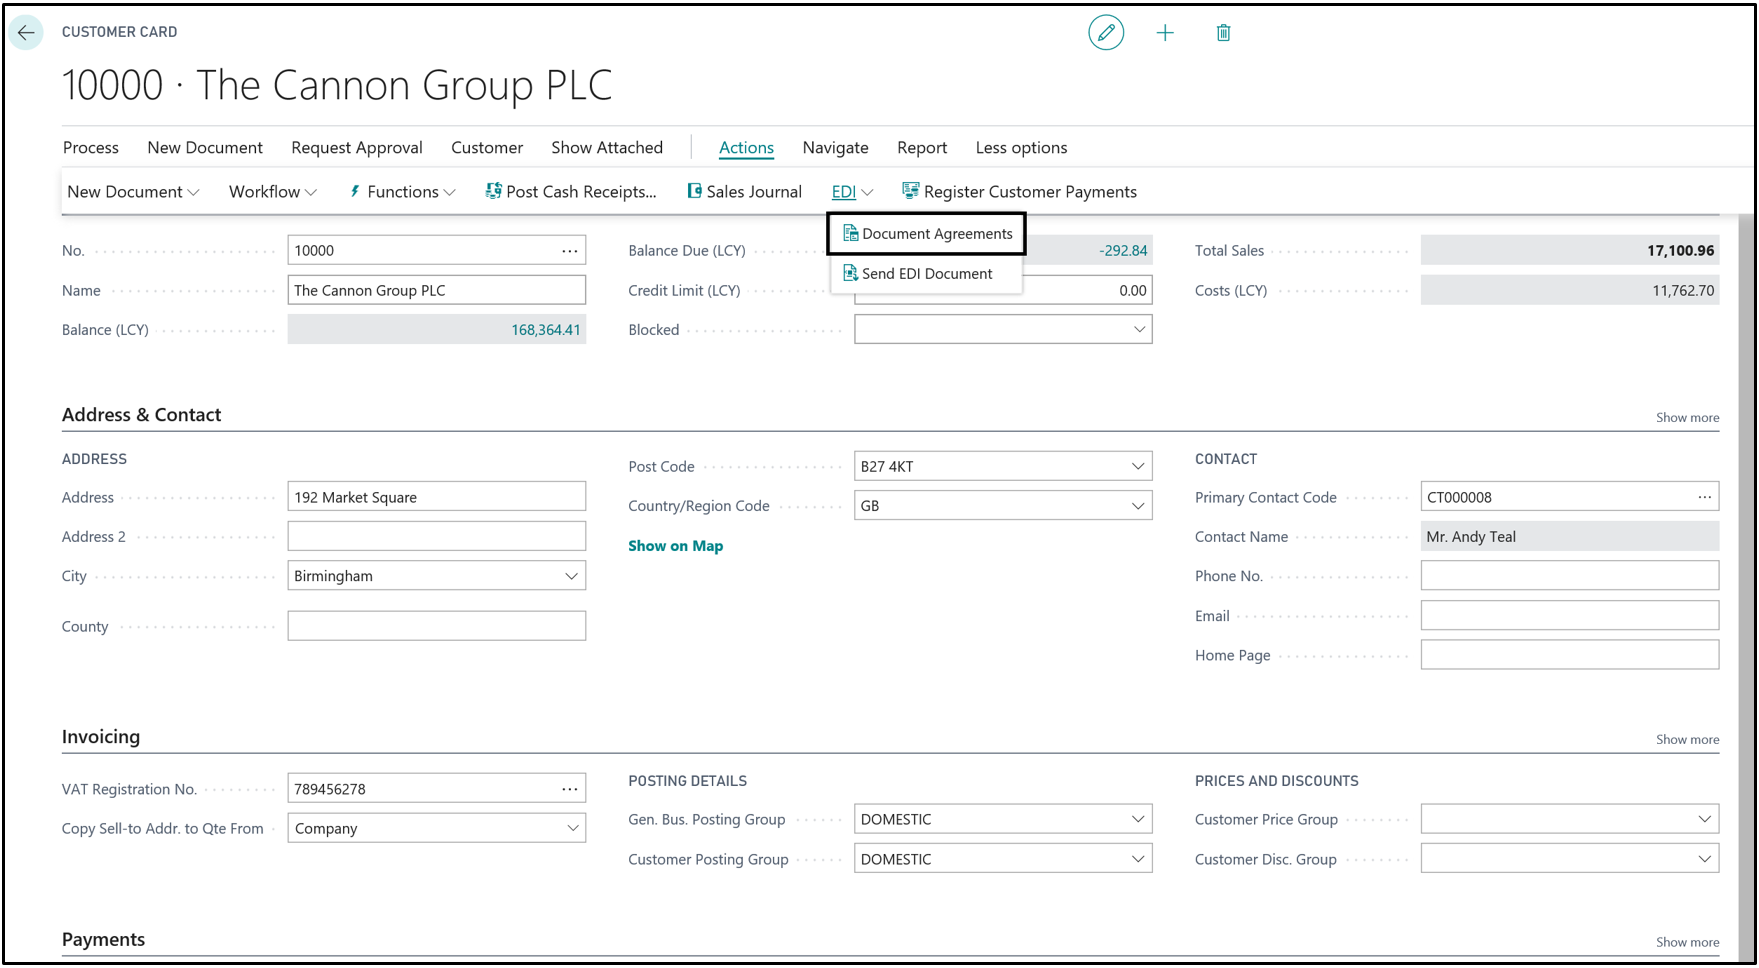 CUSTOMER CARD
10000 · The Cannon Group PLC
Process New Document Request Approval Customer Show Attached Actions Navigate Report Less options
New Document Workflow Functions Post Cash Receipts... Sales Journal EDI Register Customer Payments
Document Agreements
Send EDI Document
No. 10000 ...
Name The Cannon Group PLC
Balance (LCY) 168,364.41
Balance Due (LCY) -292.84
Credit Limit (LCY) 0.00
Blocked
Total Sales 17,100.96
Costs (LCY) 11,762.70
Address & Contact Show more
ADDRESS
Address 192 Market Square
Address 2
City Birmingham
County
Post Code B27 4KT
Country/Region Code GB
Show on Map
CONTACT
Primary Contact Code CT000008 ...
Contact Name Mr. Andy Teal
Phone No.
Email
Home Page
Invoicing Show more
VAT Registration No. 789456278 ...
Copy Sell-to Addr. to Qte From Company
POSTING DETAILS
Gen. Bus. Posting Group DOMESTIC
Customer Posting Group DOMESTIC
PRICES AND DISCOUNTS
Customer Price Group
Customer Disc. Group
Payments Show more